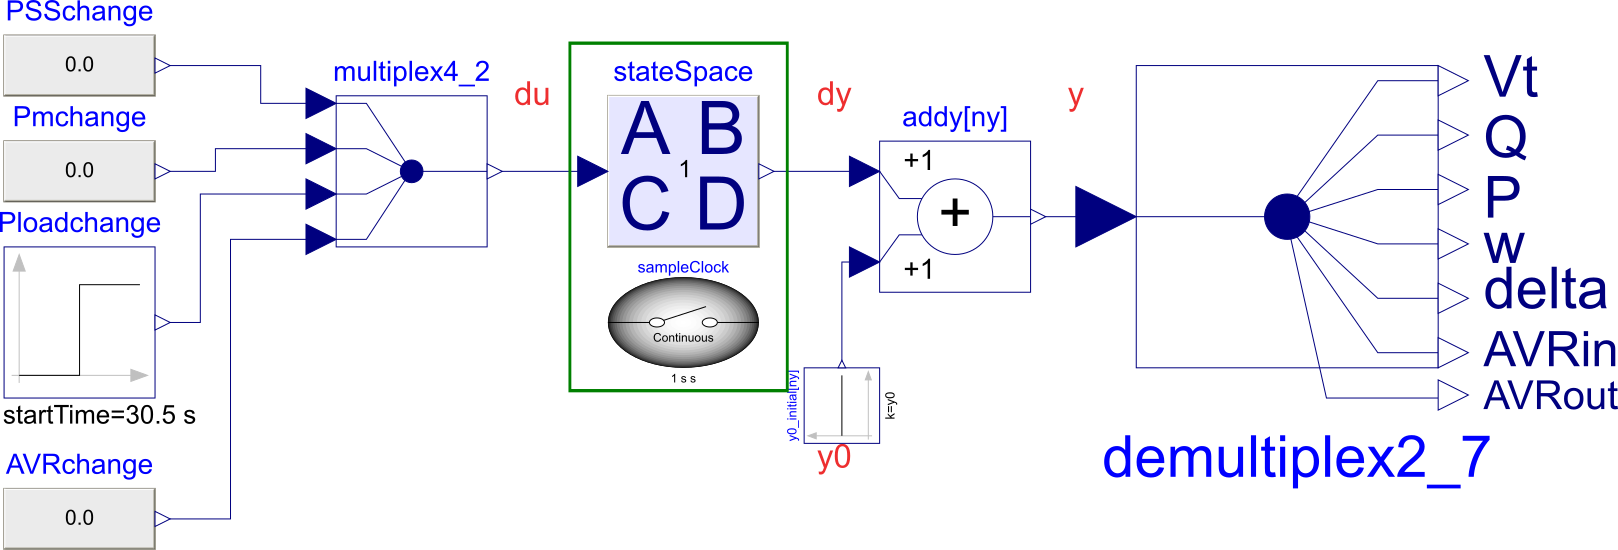 PSSchange
0.0
Pmchange
0.0
Ploadchange
startTime=30.5 s
AVRchange
0.0
multiplex4_2
du
stateSpace
A B
1
C D
sampleClock
Continuous
1 s s
dy
addy[ny]
+1
+
+1
y0_initial[ny]
k=y0
y0
y
Vt
Q
P
w
delta
AVRin
AVRout
demultiplex2_7